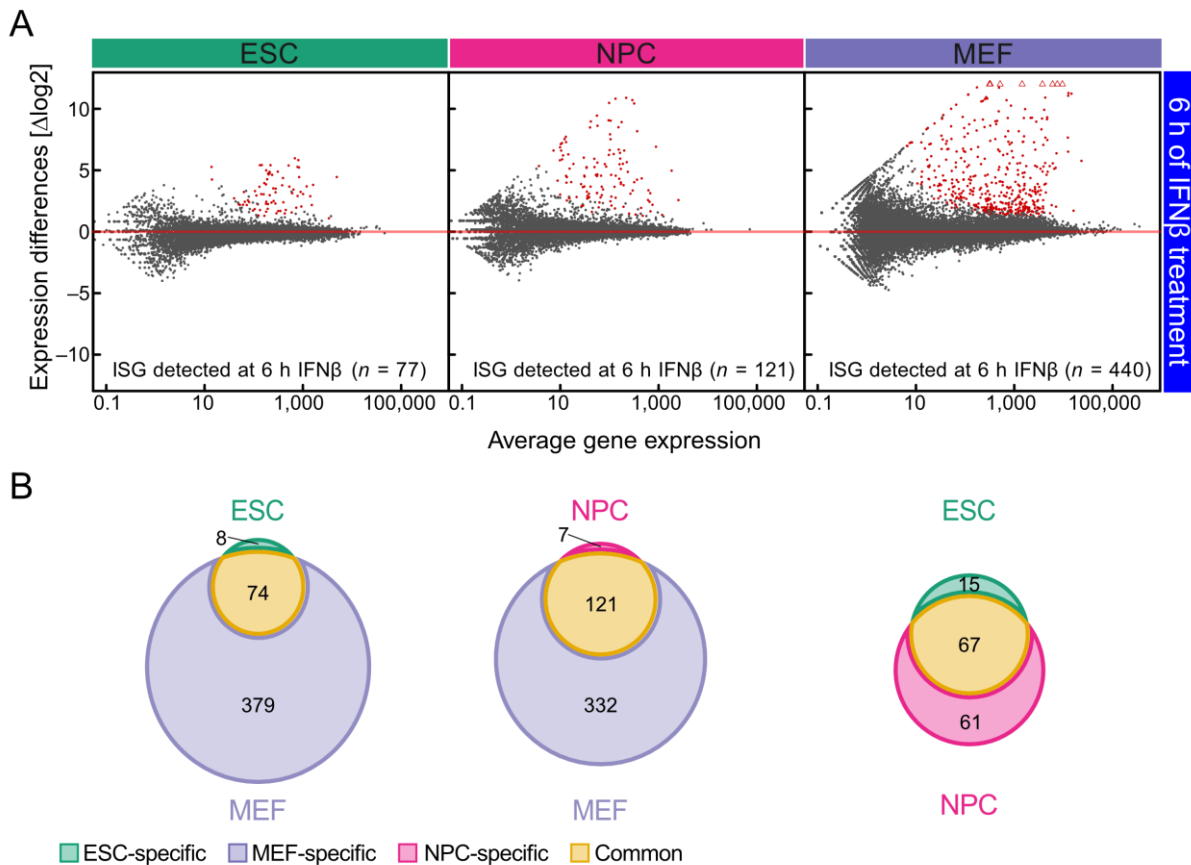 A
ESC NPC MEF
Expression differences [Δlog2]
10
5
0
−5
−10
ISG detected at 6 h IFNβ (n = 77)
ISG detected at 6 h IFNβ (n = 121)
ISG detected at 6 h IFNβ (n = 440)
6 h of IFNβ treatment
0.1 10 1,000 100,000
0.1 10 1,000 100,000
0.1 10 1,000 100,000
Average gene expression
B
ESC
8
74
379
MEF
NPC
7
121
332
MEF
ESC
15
67
61
NPC
ESC-specific MEF-specific NPC-specific Common